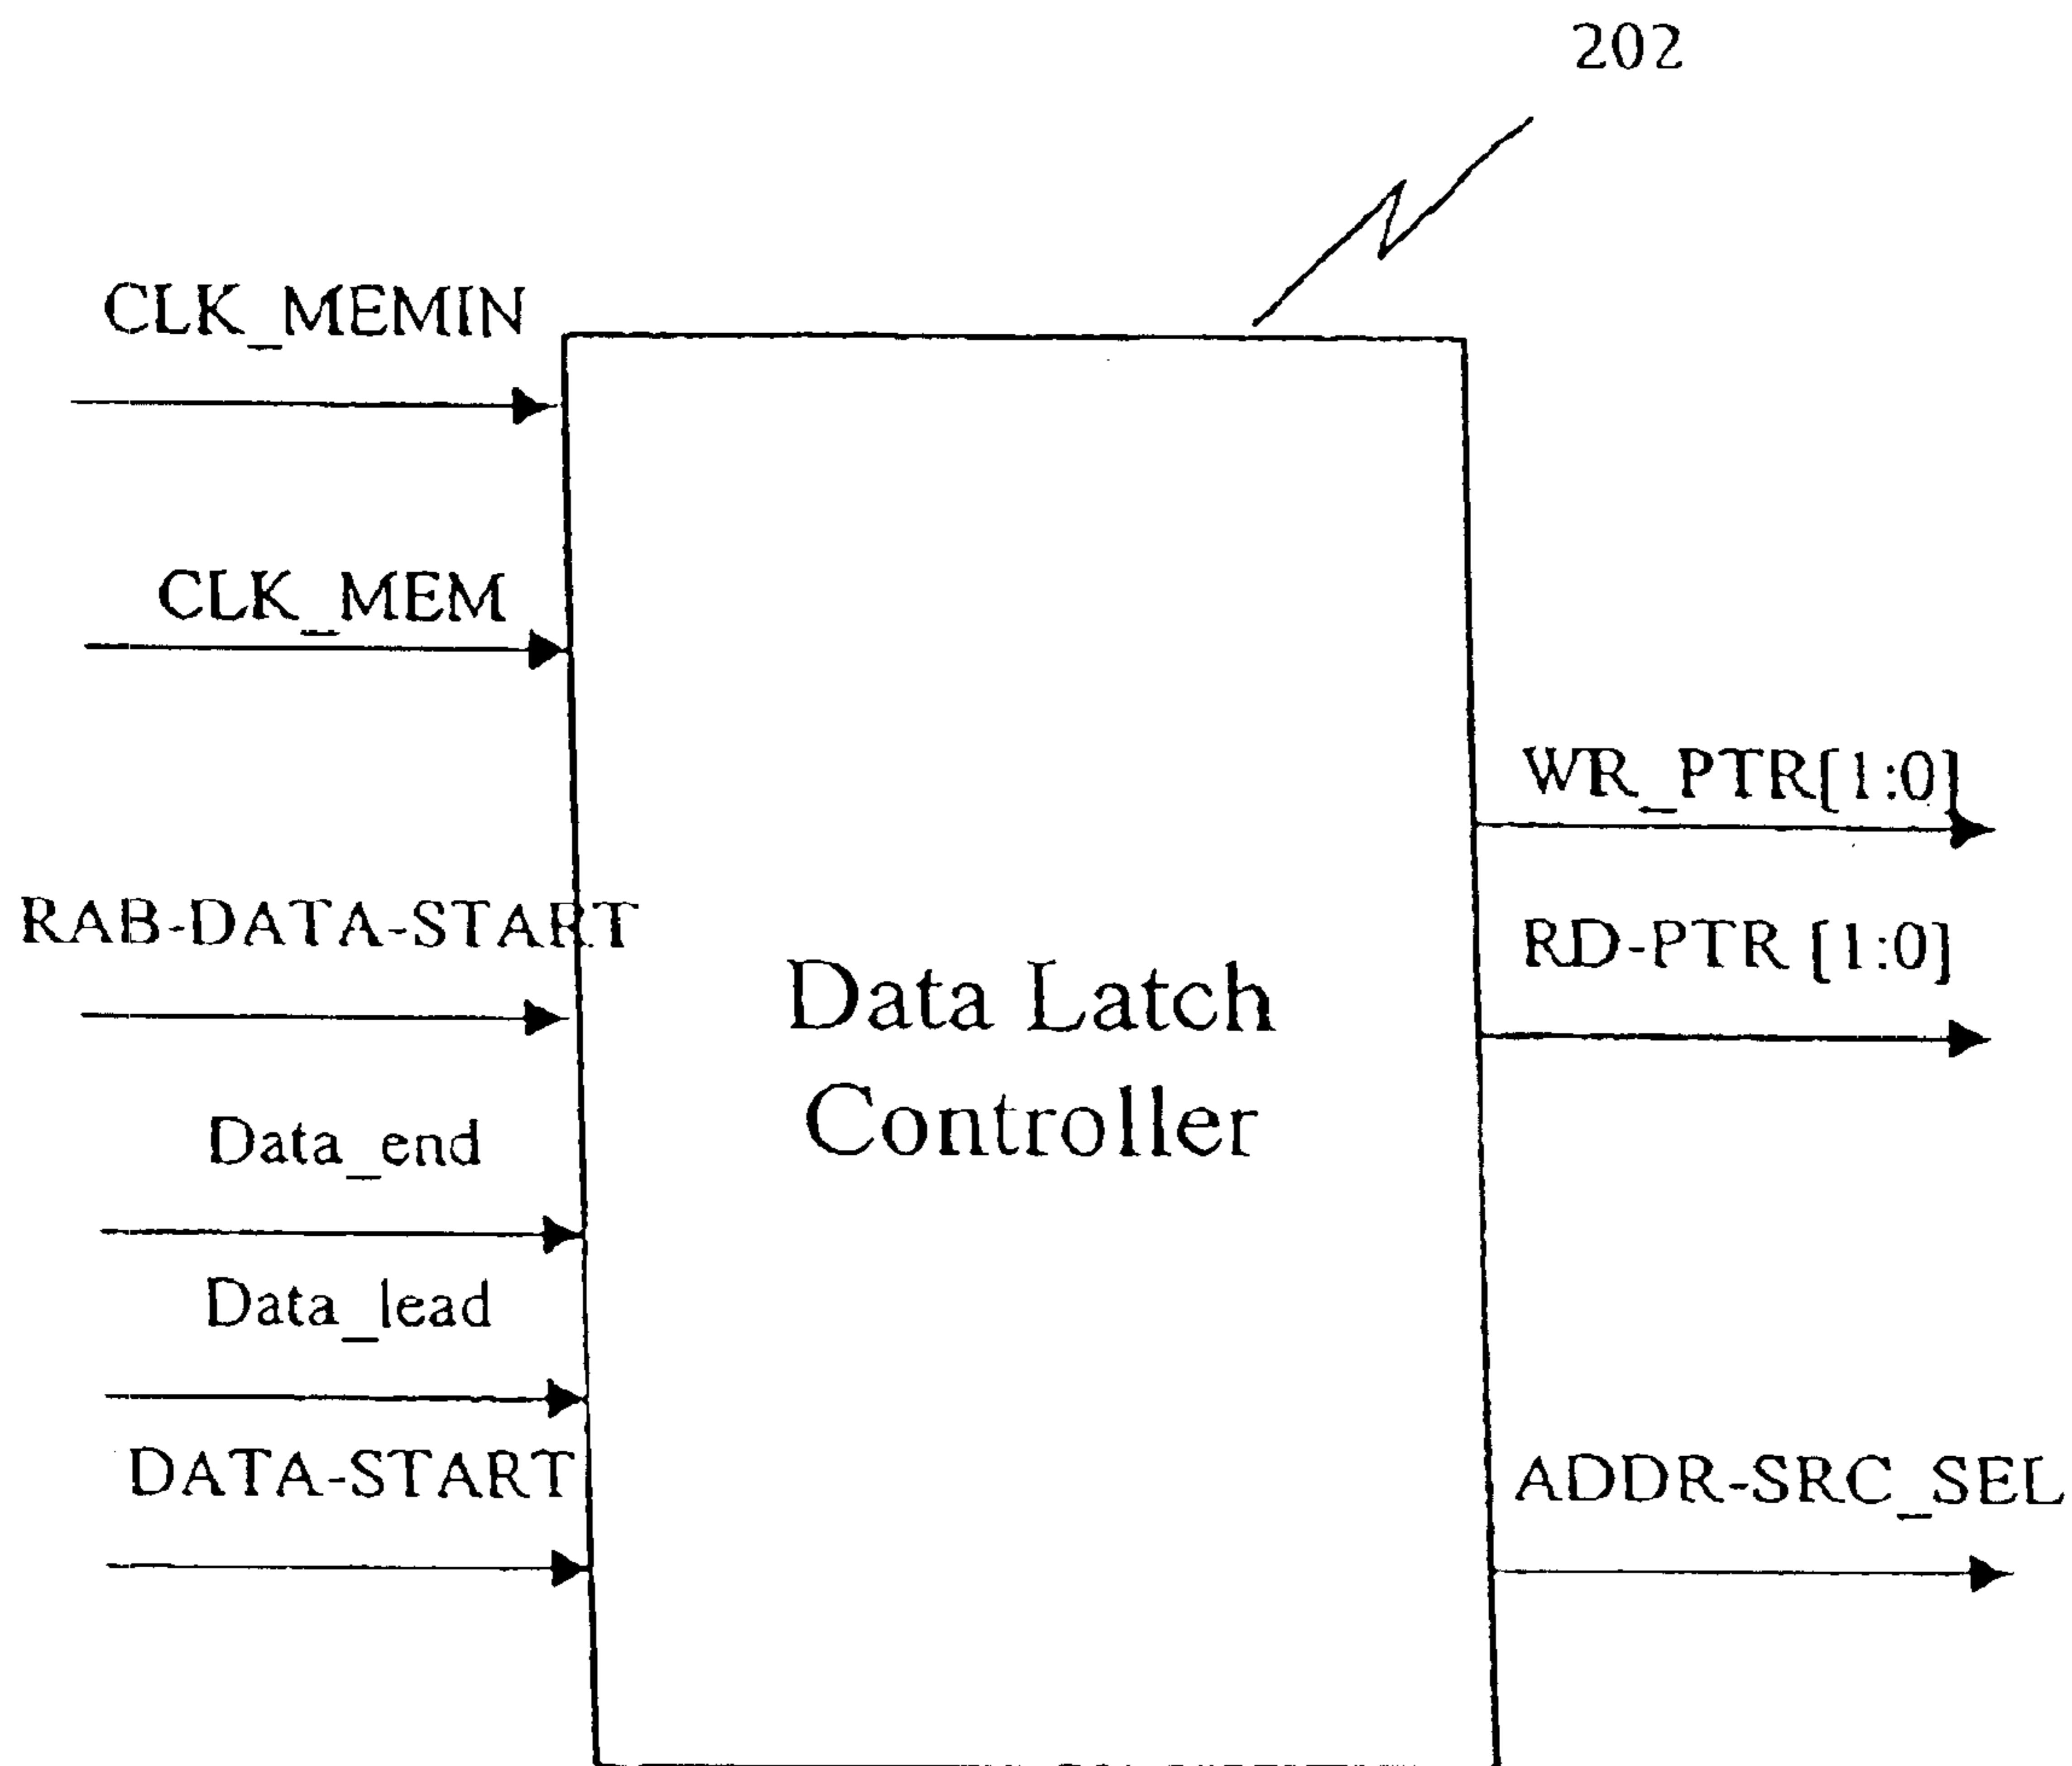 202
CLK_MEMIN
CLK_MEM
WR_PTR[1:0]
RAB-DATA-START
RD-PTR [1:0]
Data Latch
Controller
Data_end
Data_lead
DATA-START
ADDR-SRC_SEL